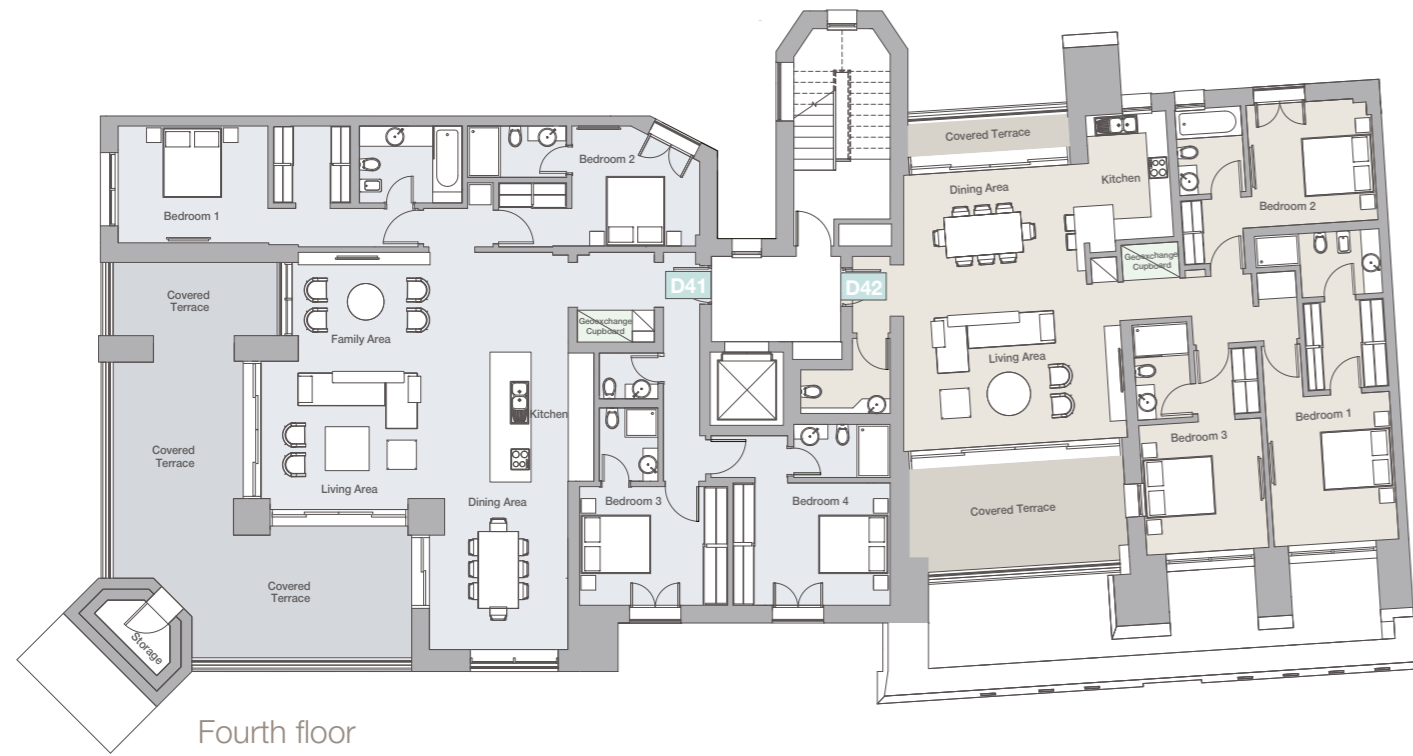 Covered Terrace
Bedroom 2
Dining Area
Kitchen
Bedroom 1
Bedroom 2
Geoexchange
Cupboard
D41
D42
Covered
Terrace
Family Area
Geoexchange
Cupboard
Living Area
Kitchen
Bedroom 1
Bedroom 3
Covered
Terrace
Living Area
Dining Area
Bedroom 3
Bedroom 4
Covered Terrace
Covered
Terrace
Storage
Fourth floor